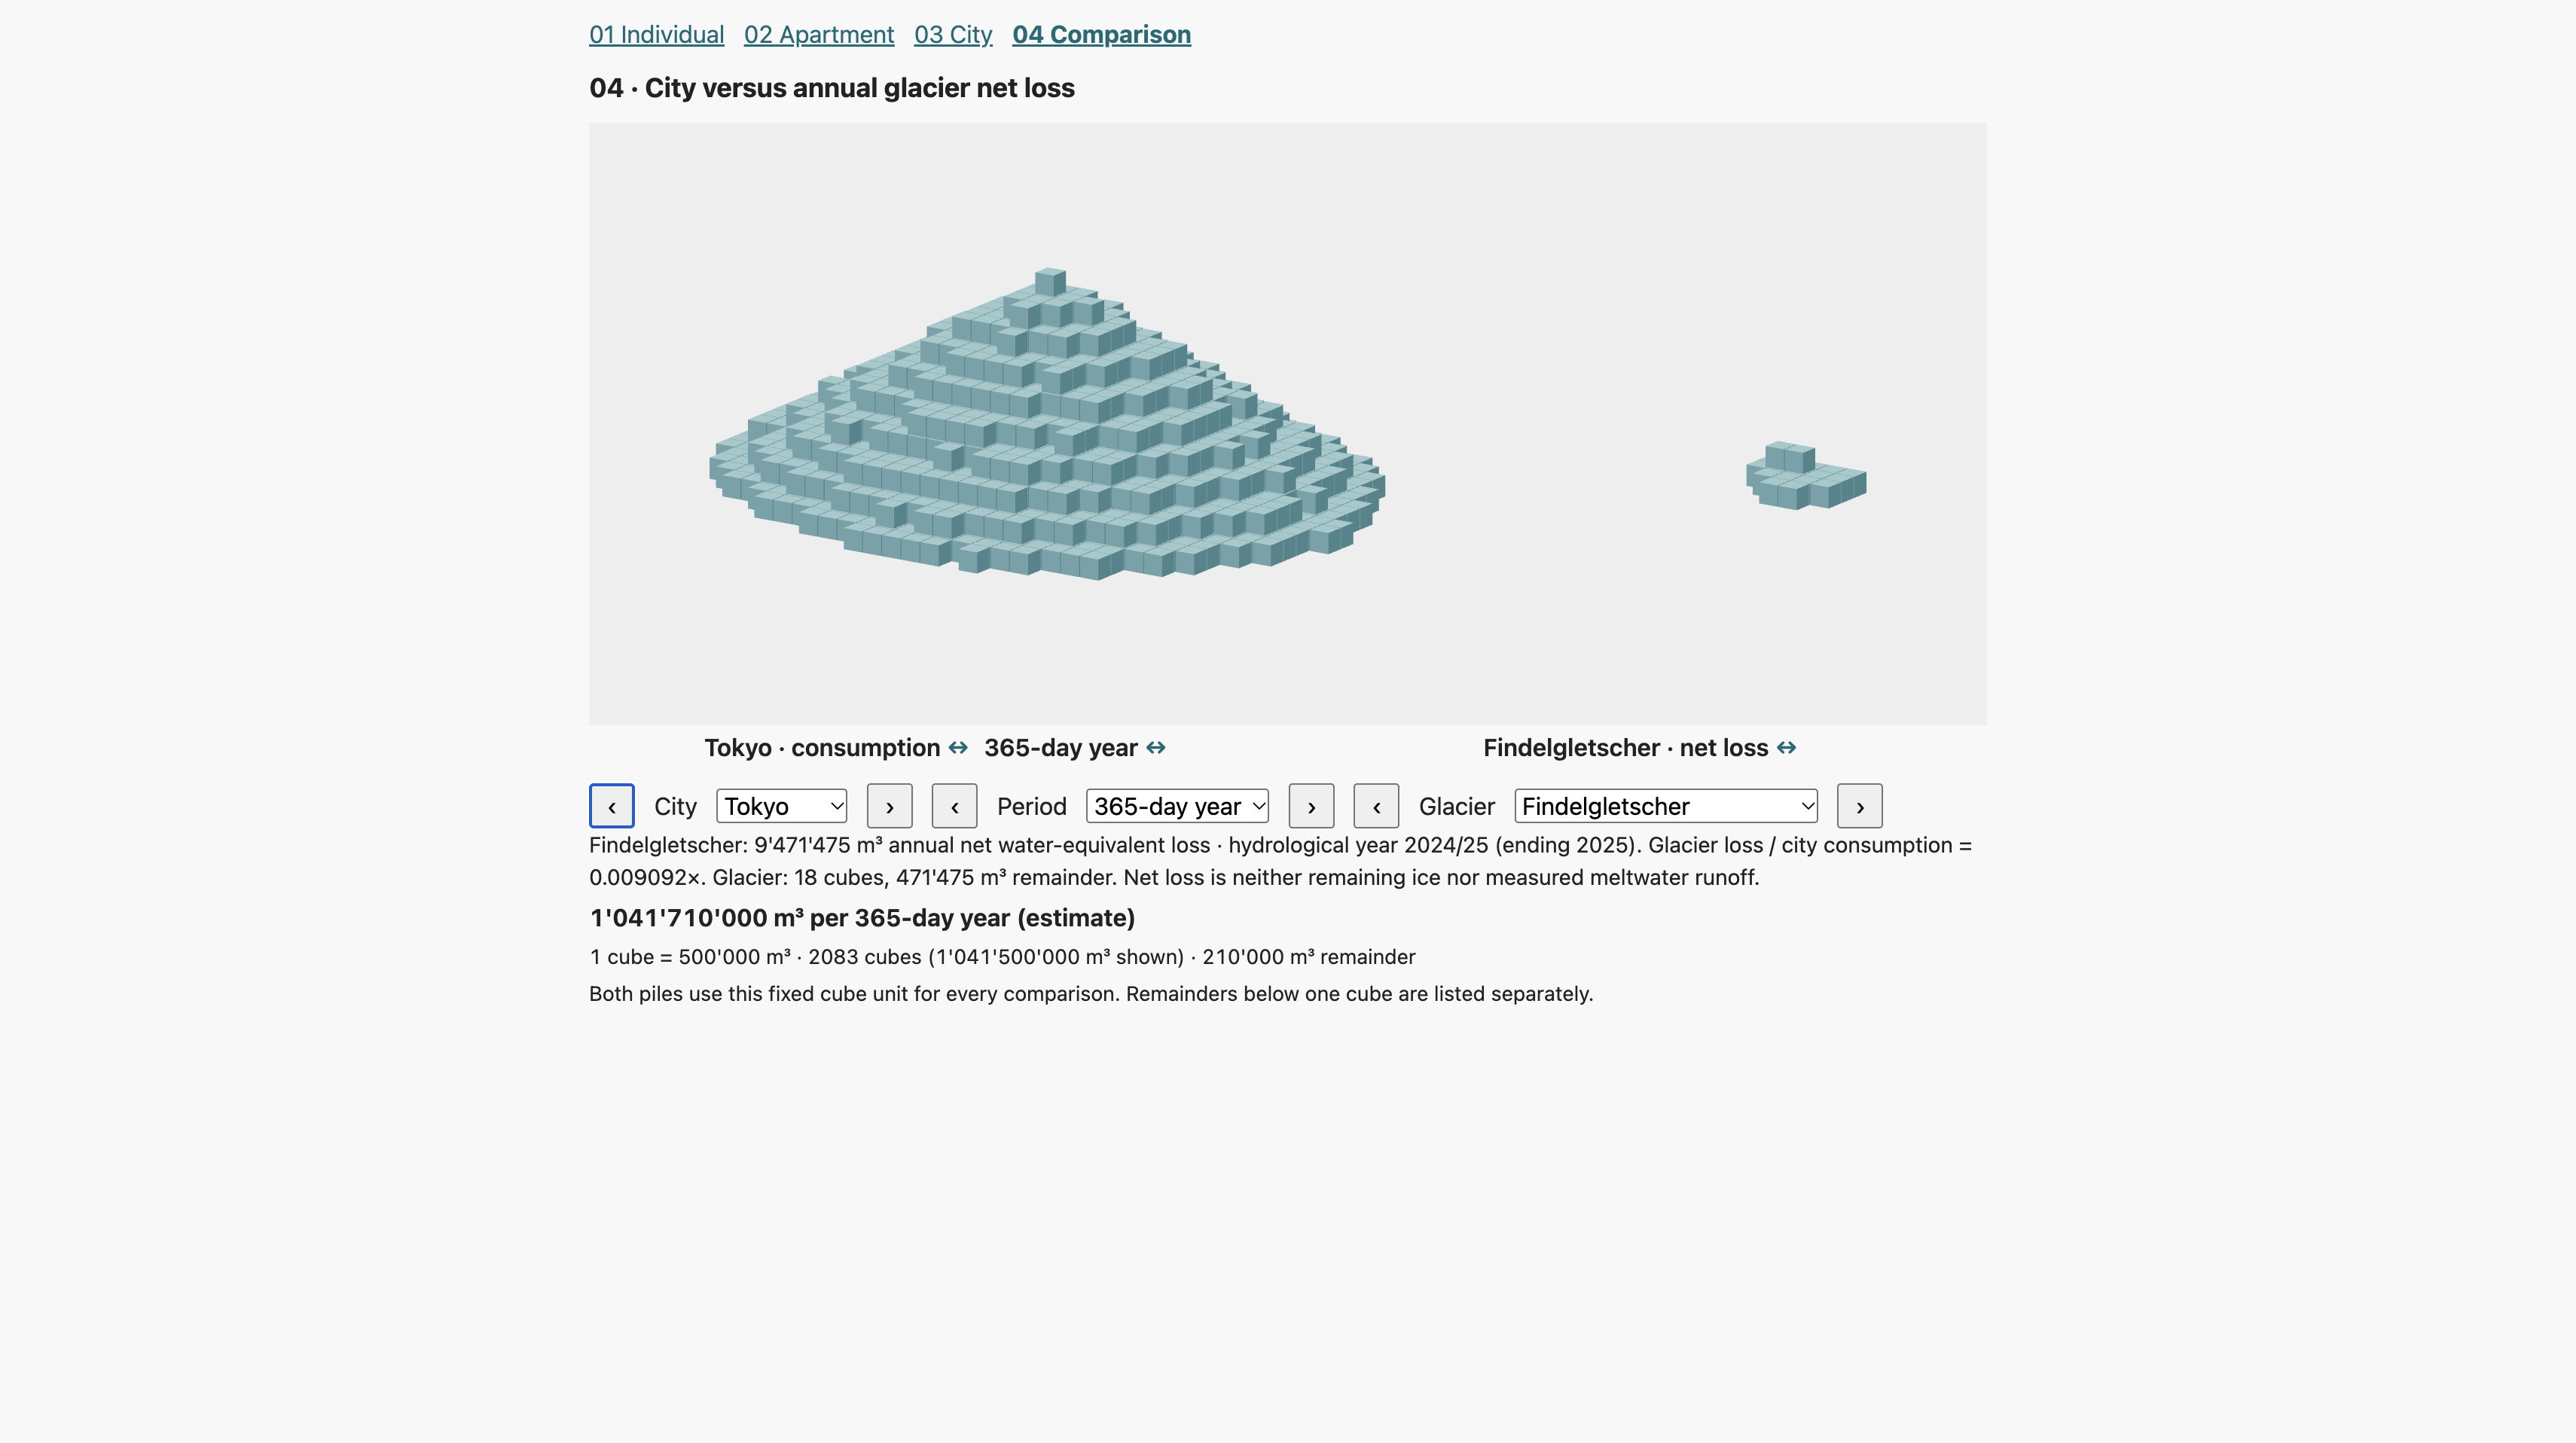 01 Individual 02 Apartment 03 City 04 Comparison
04 · City versus annual glacier net loss
Tokyo · consumption ↔ 365-day year ↔ Findelgletscher · net loss ↔
‹ City Tokyo › ‹ Period 365-day year › ‹ Glacier Findelgletscher ›
Findelgletscher: 9'471'475 m³ annual net water-equivalent loss · hydrological year 2024/25 (ending 2025). Glacier loss / city consumption =
0.009092×. Glacier: 18 cubes, 471'475 m³ remainder. Net loss is neither remaining ice nor measured meltwater runoff.
1'041'710'000 m³ per 365-day year (estimate)
1 cube = 500'000 m³ · 2083 cubes (1'041'500'000 m³ shown) · 210'000 m³ remainder
Both piles use this fixed cube unit for every comparison. Remainders below one cube are listed separately.